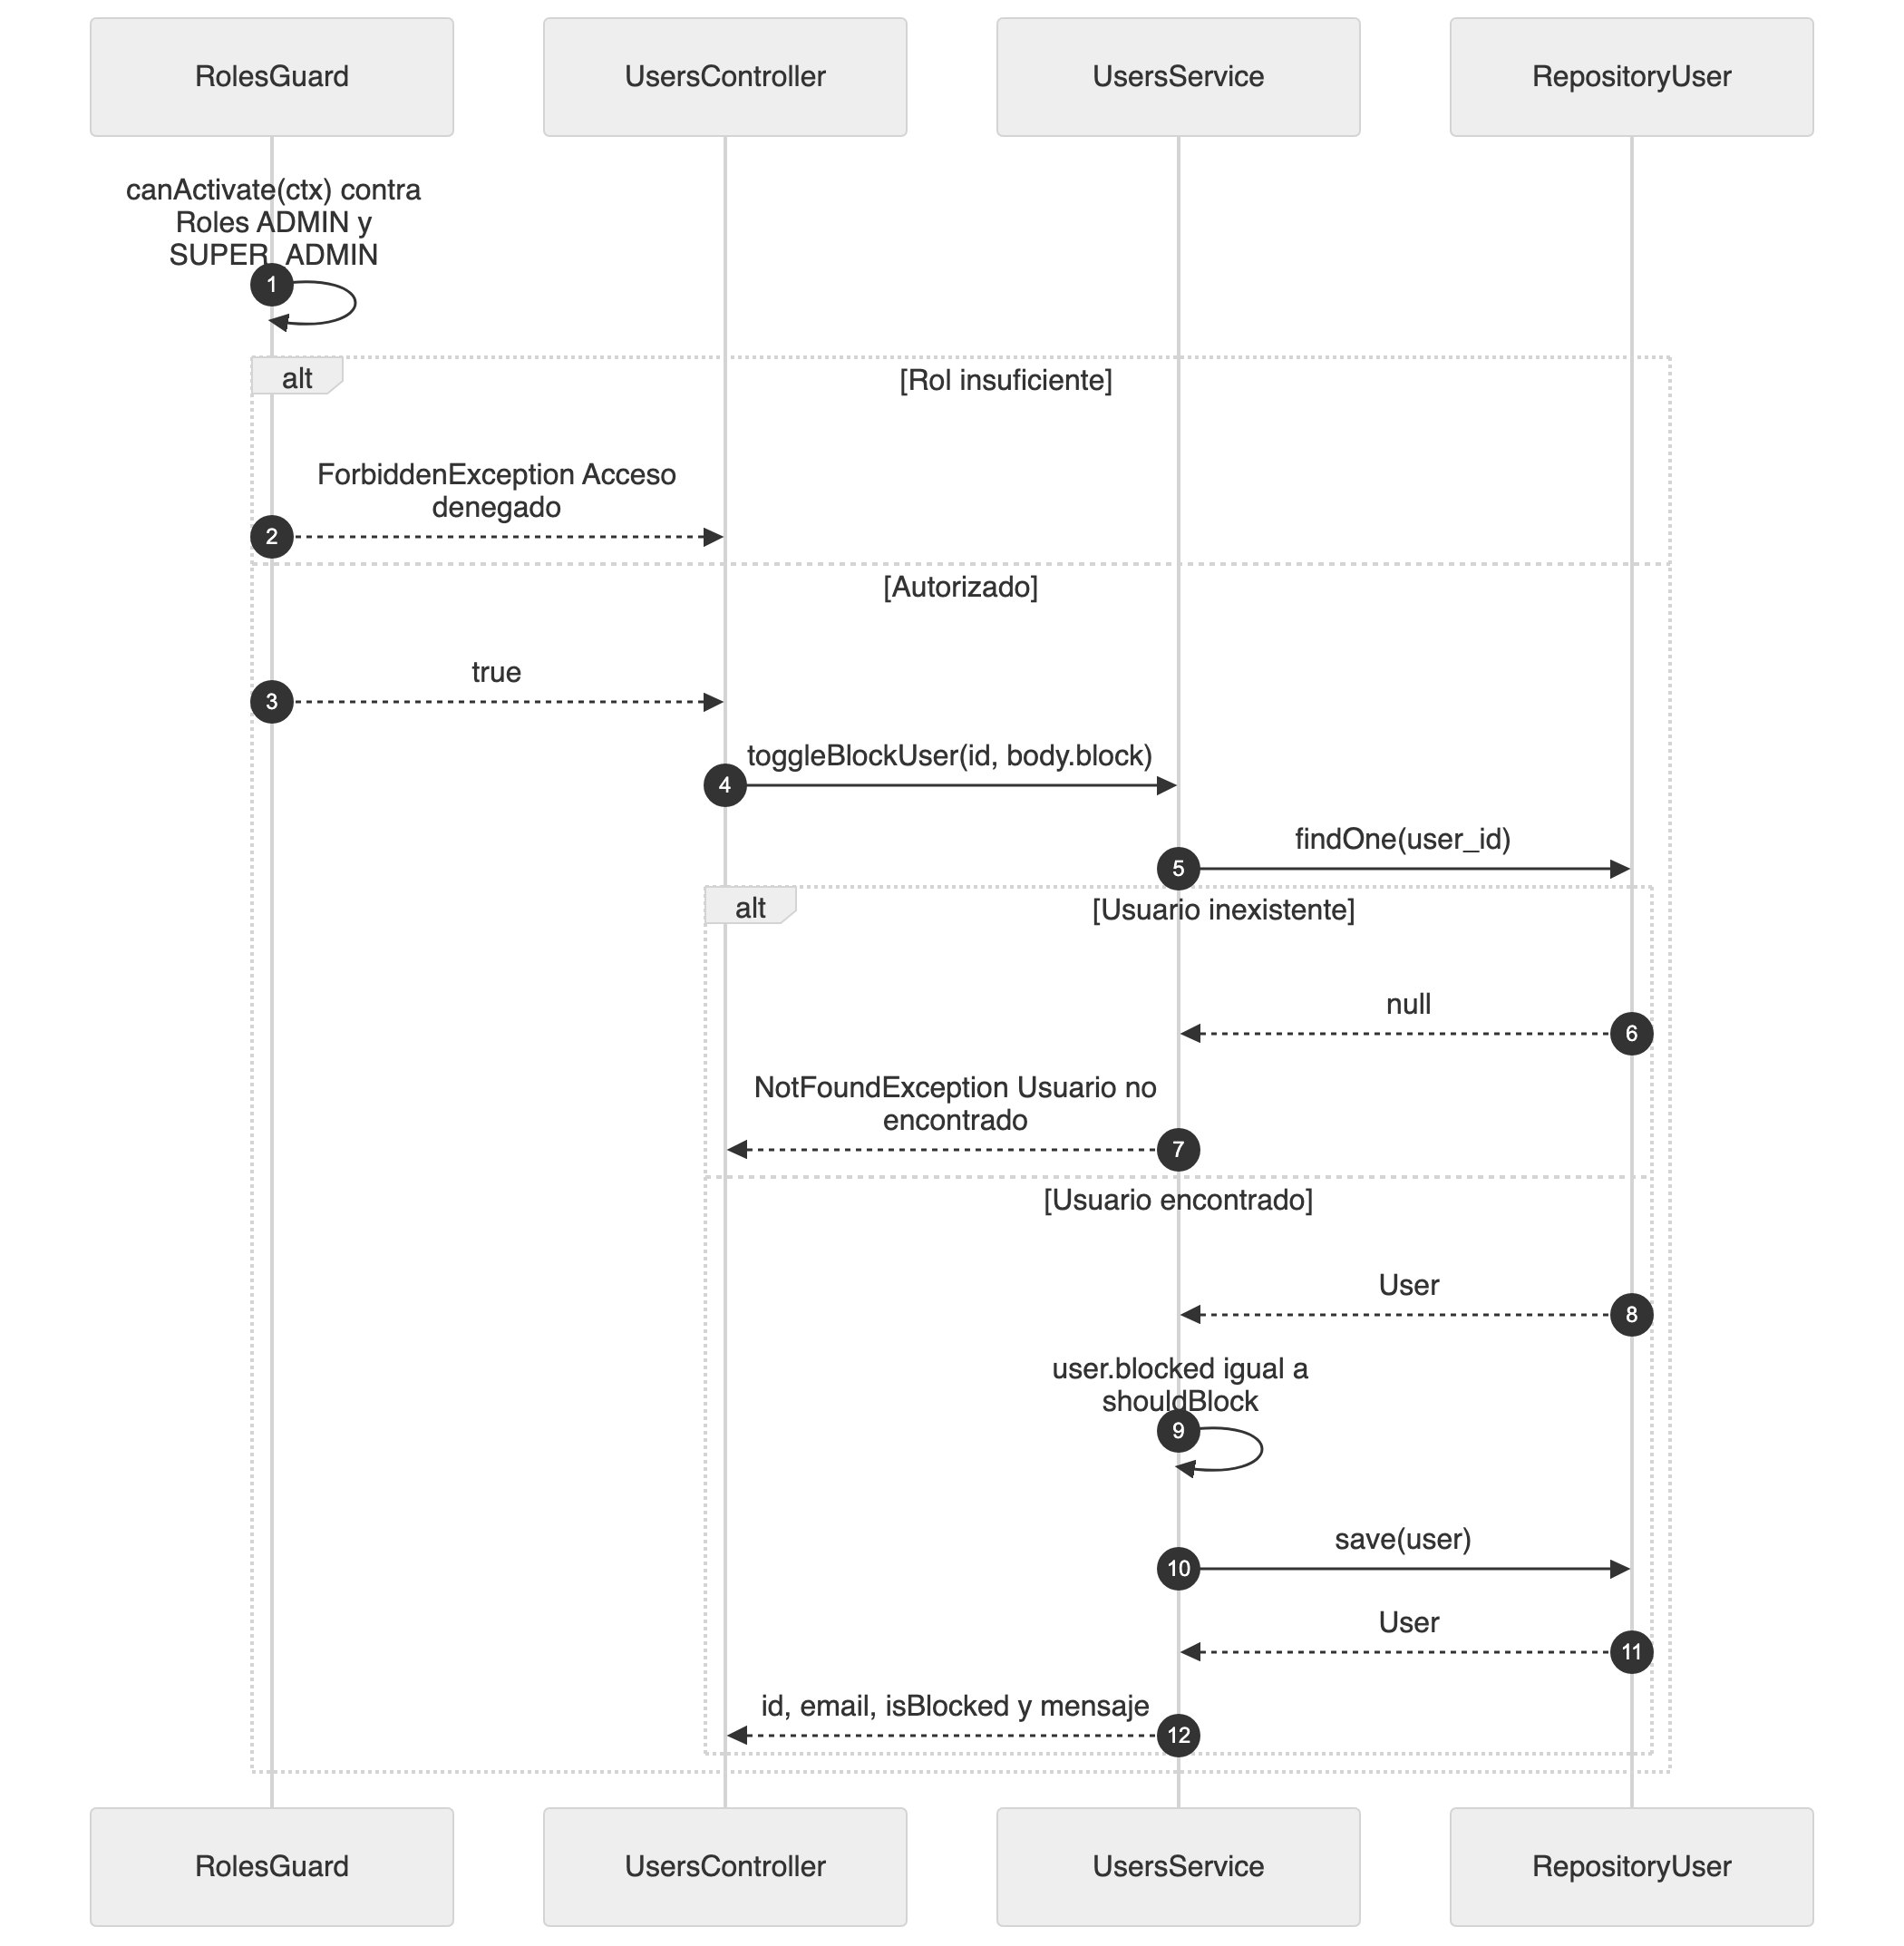 RolesGuard
UsersController
UsersService
RepositoryUser
canActivate(ctx) contra
Roles ADMIN y
SUPER_ADMIN
1
alt
[Rol insuficiente]
ForbiddenException Acceso
denegado
2
[Autorizado]
true
3
toggleBlockUser(id, body.block)
4
findOne(user_id)
5
alt
[Usuario inexistente]
null
6
NotFoundException Usuario no
encontrado
7
[Usuario encontrado]
User
8
user.blocked igual a
shouldBlock
9
save(user)
10
User
11
id, email, isBlocked y mensaje
12
RolesGuard
UsersController
UsersService
RepositoryUser